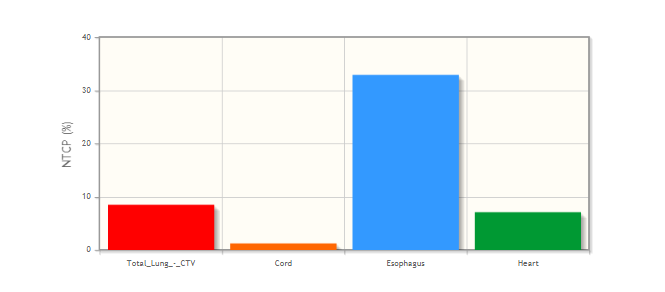 40
30
20
10
0
NTCP (%)
Total_Lung_-_CTV
Cord
Esophagus
Heart